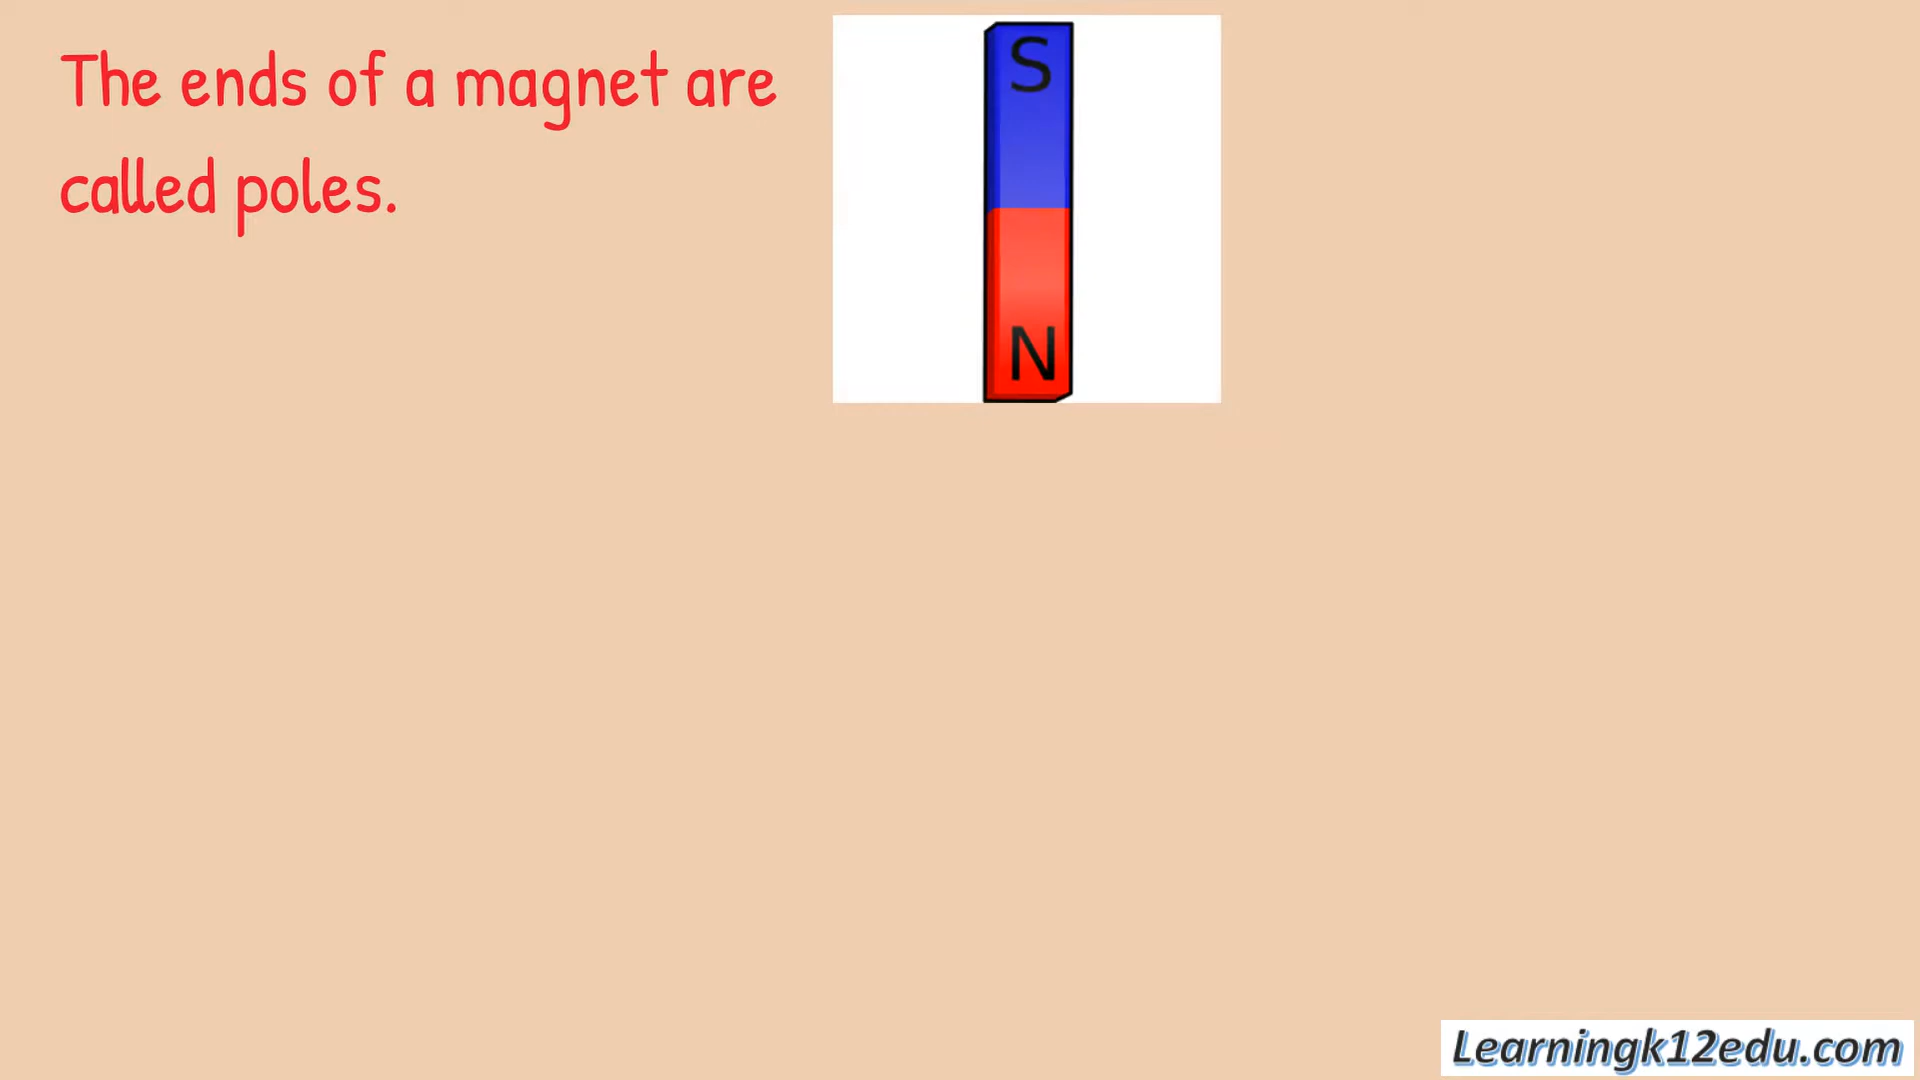 The ends of a magnet are
called poles.
S
N
Learningk12edu.com